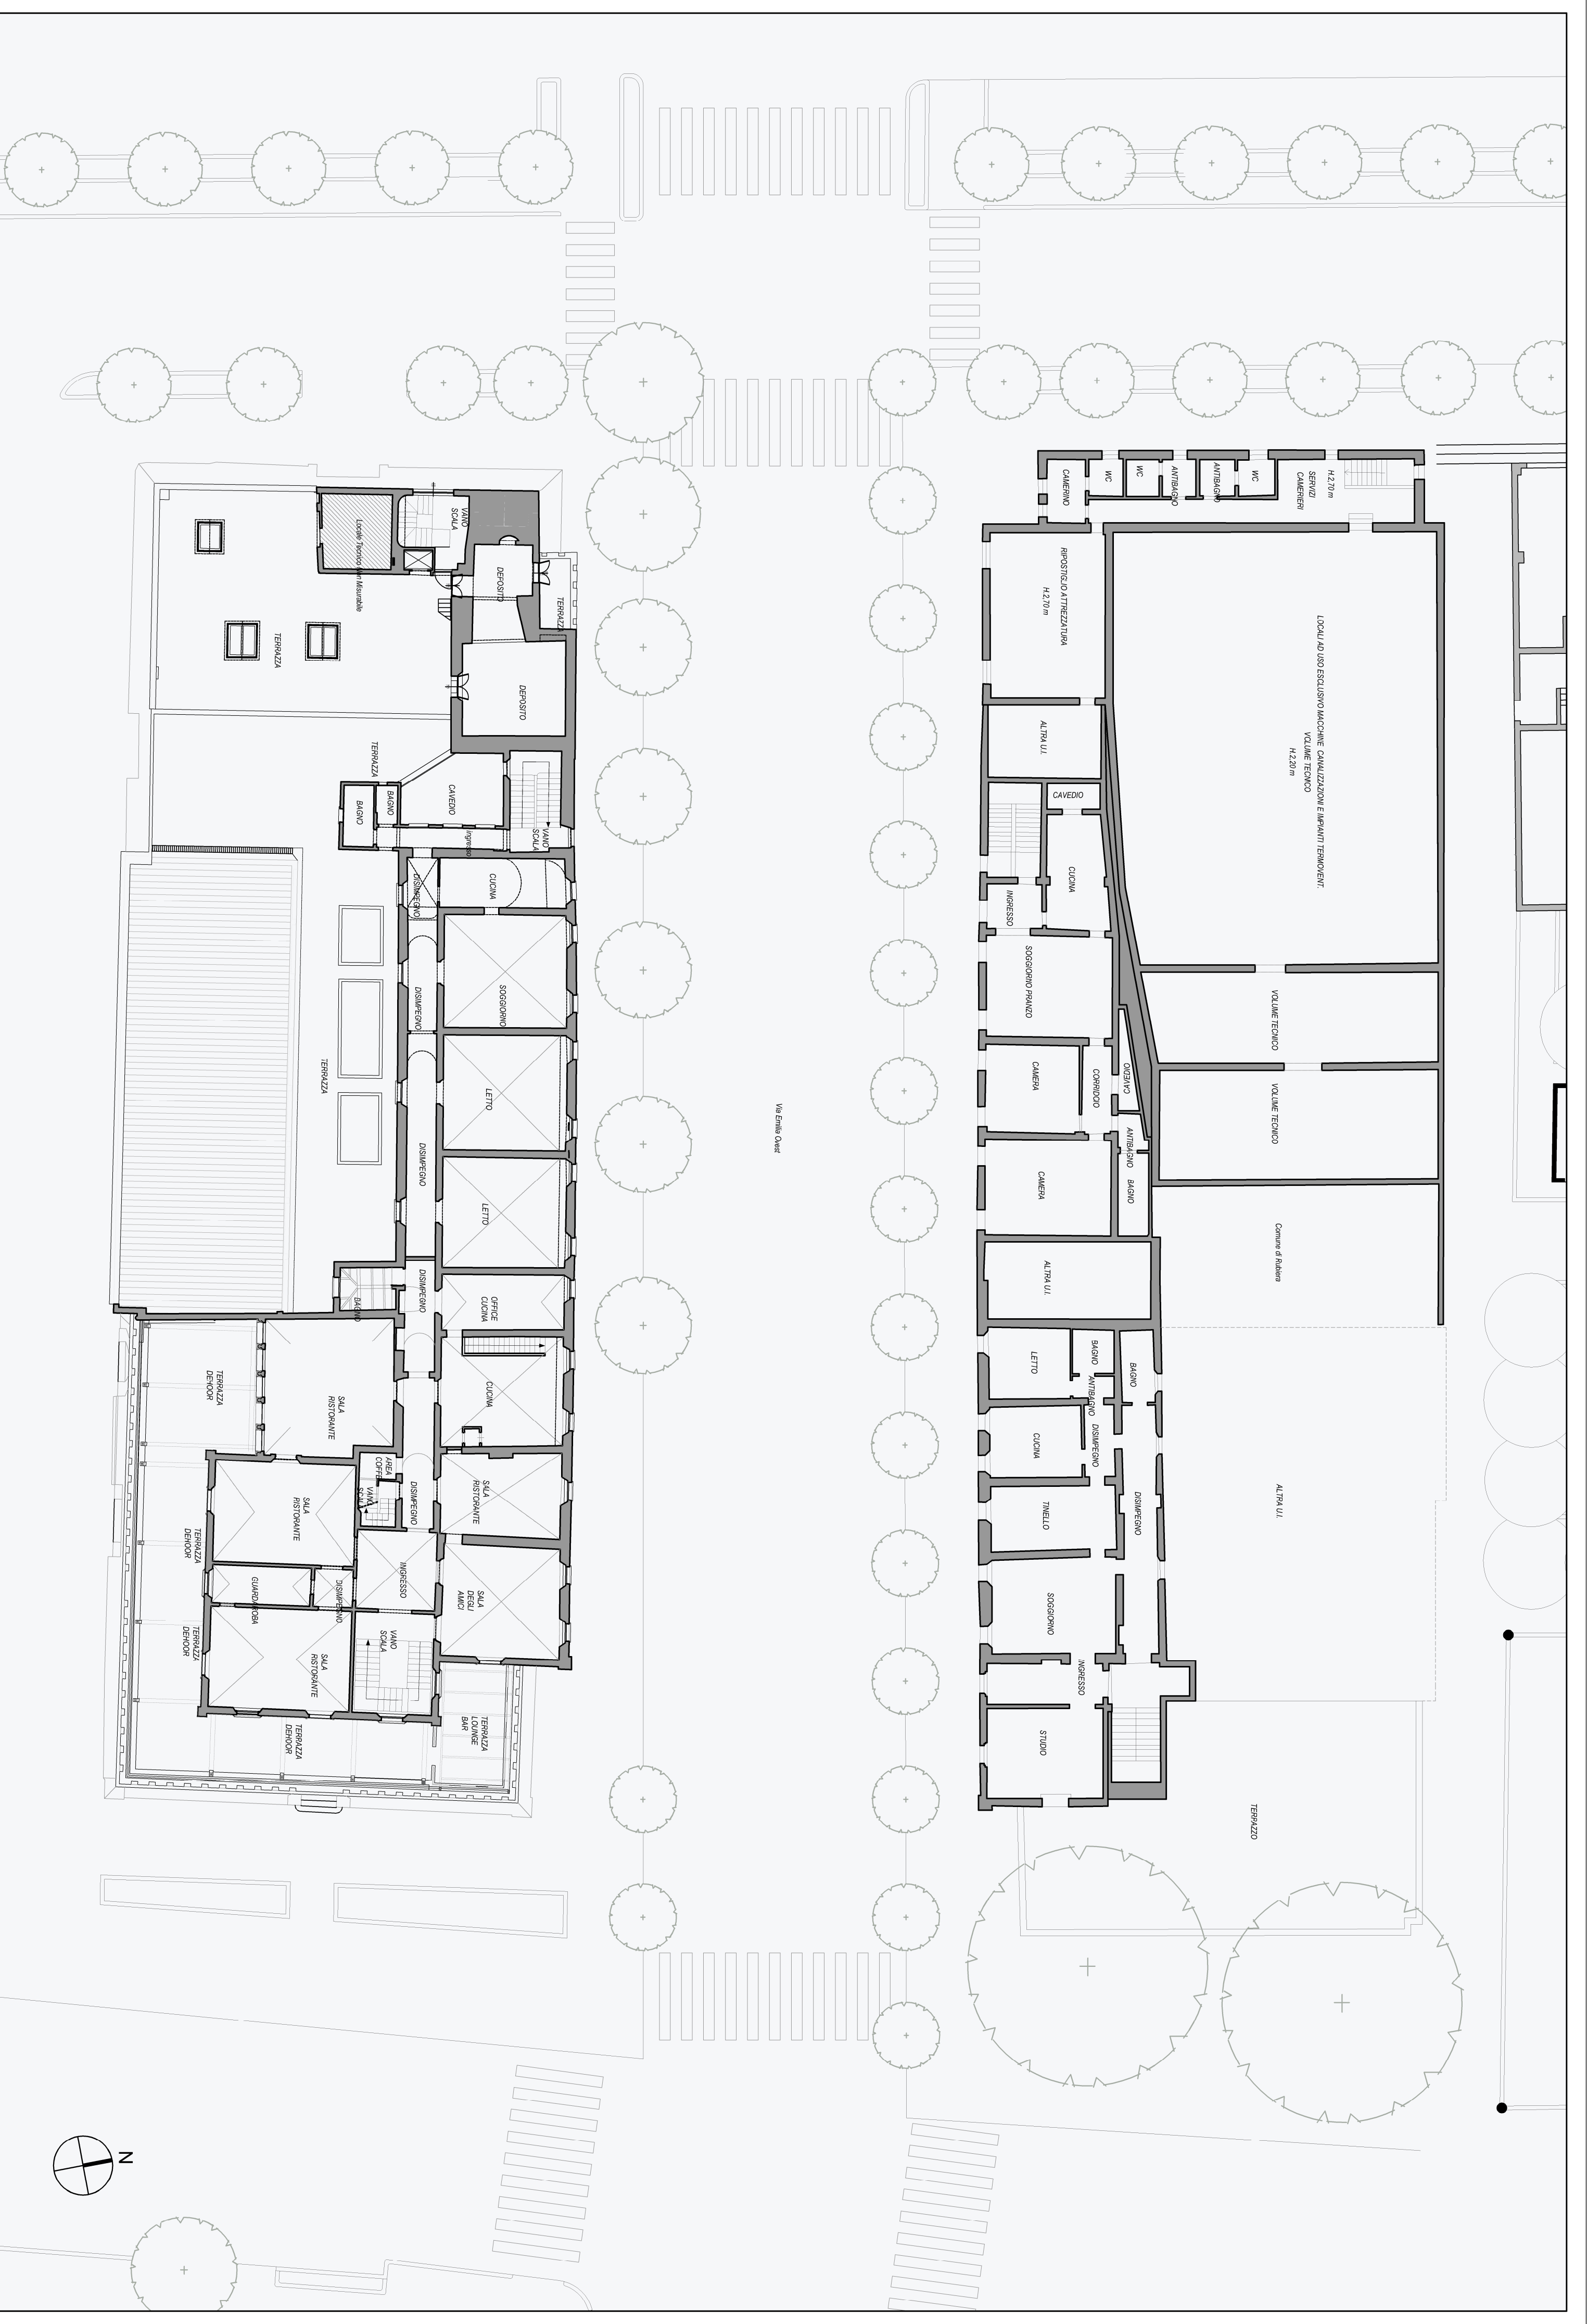 CAMERINO
WC
WC
ANTIBAGNO
ANTIBAGNO
WC
SERVIZI
CAMERIERI
H.2,70 m
RIPOSTIGLIO ATTREZZATURA
H.2,70 m
LOCALI AD USO ESCLUSIVO MACCHINE CANALIZZAZIONI E IMPIANTI TERMOVENT.
VOLUME TECNICO
H.2,20 m
ALTRA U.I.
CAVEDIO
CUCINA
INGRESSO
SOGGIORNO PRANZO
VOLUME TECNICO
CAMERA
CORRIDOIO
CAVEDIO
VOLUME TECNICO
ANTIBAGNO
BAGNO
CAMERA
Comune di Rubiera
ALTRA U.I.
LETTO
BAGNO
BAGNO
ANTIBAGNO
CUCINA
DISIMPEGNO
TINELLO
DISIMPEGNO
ALTRA U.I.
SOGGIORNO
INGRESSO
STUDIO
TERRAZZO
Via Emilia Ovest
Locale Tecnico Non Misurabile
VANO
SCALA
DEPOSITO
TERRAZZA
TERRAZZA
DEPOSITO
TERRAZZA
BAGNO
BAGNO
CAVEDIO
ingresso
VANO
SCALA
DISIMPEGNO
CUCINA
SOGGIORNO
DISIMPEGNO
TERRAZZA
LETTO
DISIMPEGNO
LETTO
BAGNO
DISIMPEGNO
OFFICE
CUCINA
CUCINA
TERRAZZA
DEHOOR
SALA
RISTORANTE
AREA
COFFE
VANO
SCALA
DISIMPEGNO
SALA
RISTORANTE
SALA
RISTORANTE
TERRAZZA
DEHOOR
GUARDAROBA
DISIMPEGNO
INGRESSO
SALA
DEGLI
AMICI
TERRAZZA
DEHOOR
SALA
RISTORANTE
VANO
SCALA
TERRAZZA
DEHOOR
TERRAZZA
LOUNGE
BAR
N